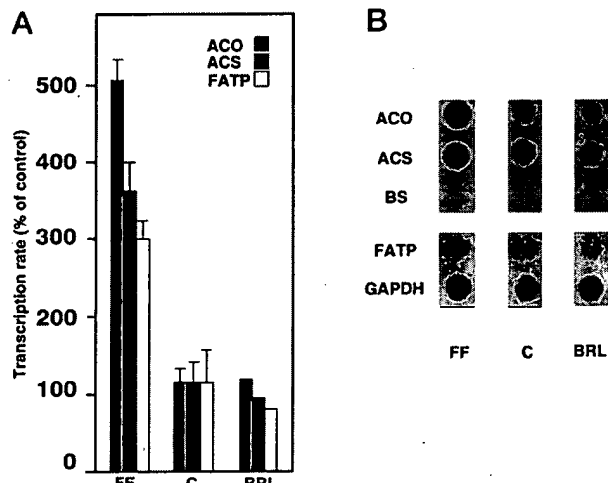 A
Transcription rate (% of control)
500
400
300
200
100
0
ACO
ACS
FATP
FF
C
BRL
B
ACO
ACS
BS
FATP
GAPDH
FF
C
BRL